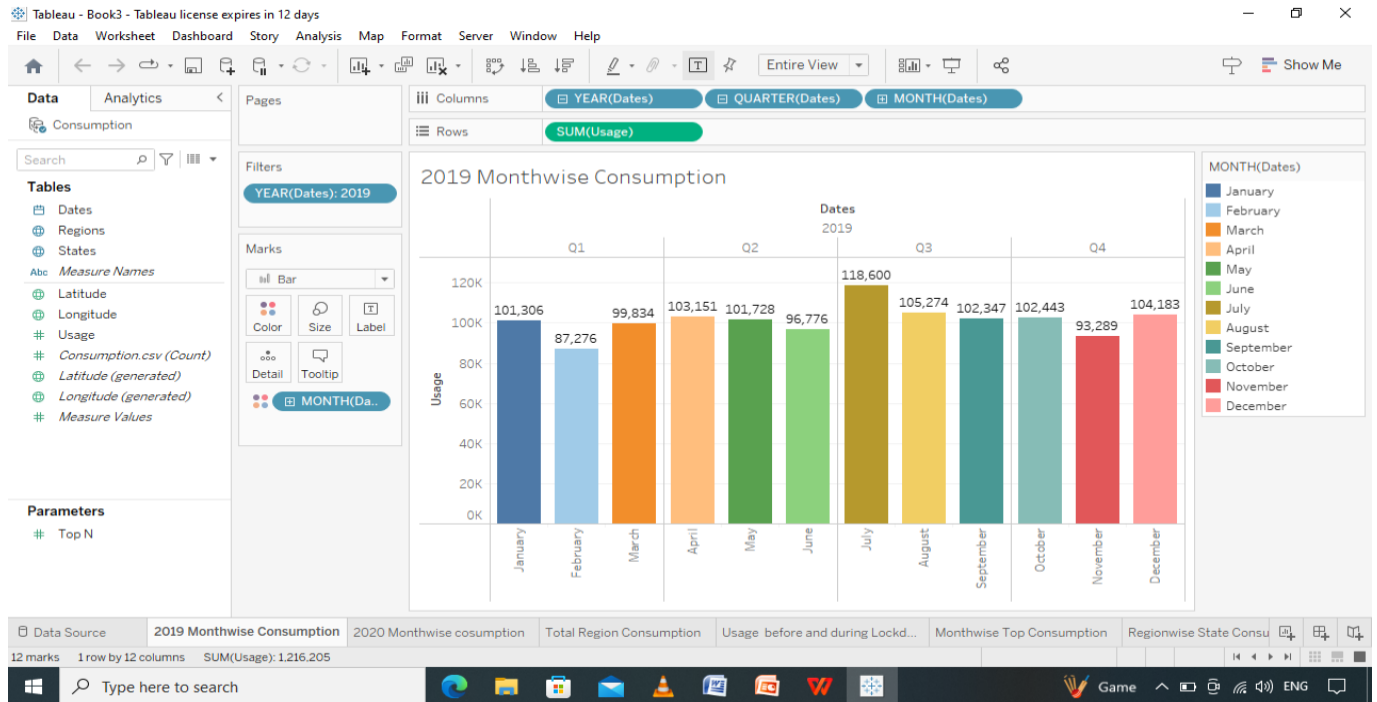 Tableau - Book3 - Tableau license expires in 12 days
File Data Worksheet Dashboard Story Analysis Map Format Server Window Help
Entire View
Show Me
Data Analytics
Consumption
Search
Tables
Dates
Regions
States
Abc Measure Names
Latitude
Longitude
# Usage
# Consumption.csv (Count)
Latitude (generated)
Longitude (generated)
# Measure Values
Parameters
# Top N
Pages
Filters
YEAR(Dates): 2019
Marks
Bar
Color Size Label
Detail Tooltip
MONTH(Da..
Columns YEAR(Dates) QUARTER(Dates) MONTH(Dates)
Rows SUM(Usage)
2019 Monthwise Consumption
Dates
2019
Q1 Q2 Q3 Q4
Usage
120K
100K
80K
60K
40K
20K
0K
101,306 87,276 99,834 103,151 101,728 96,776 118,600 105,274 102,347 102,443 93,289 104,183
January February March April May June July August September October November December
MONTH(Dates)
January
February
March
April
May
June
July
August
September
October
November
December
Data Source 2019 Monthwise Consumption 2020 Monthwise cosumption Total Region Consumption Usage before and during Lockd... Monthwise Top Consumption Regionwise State Consu
12 marks 1 row by 12 columns SUM(Usage): 1,216,205
Type here to search
Game ENG